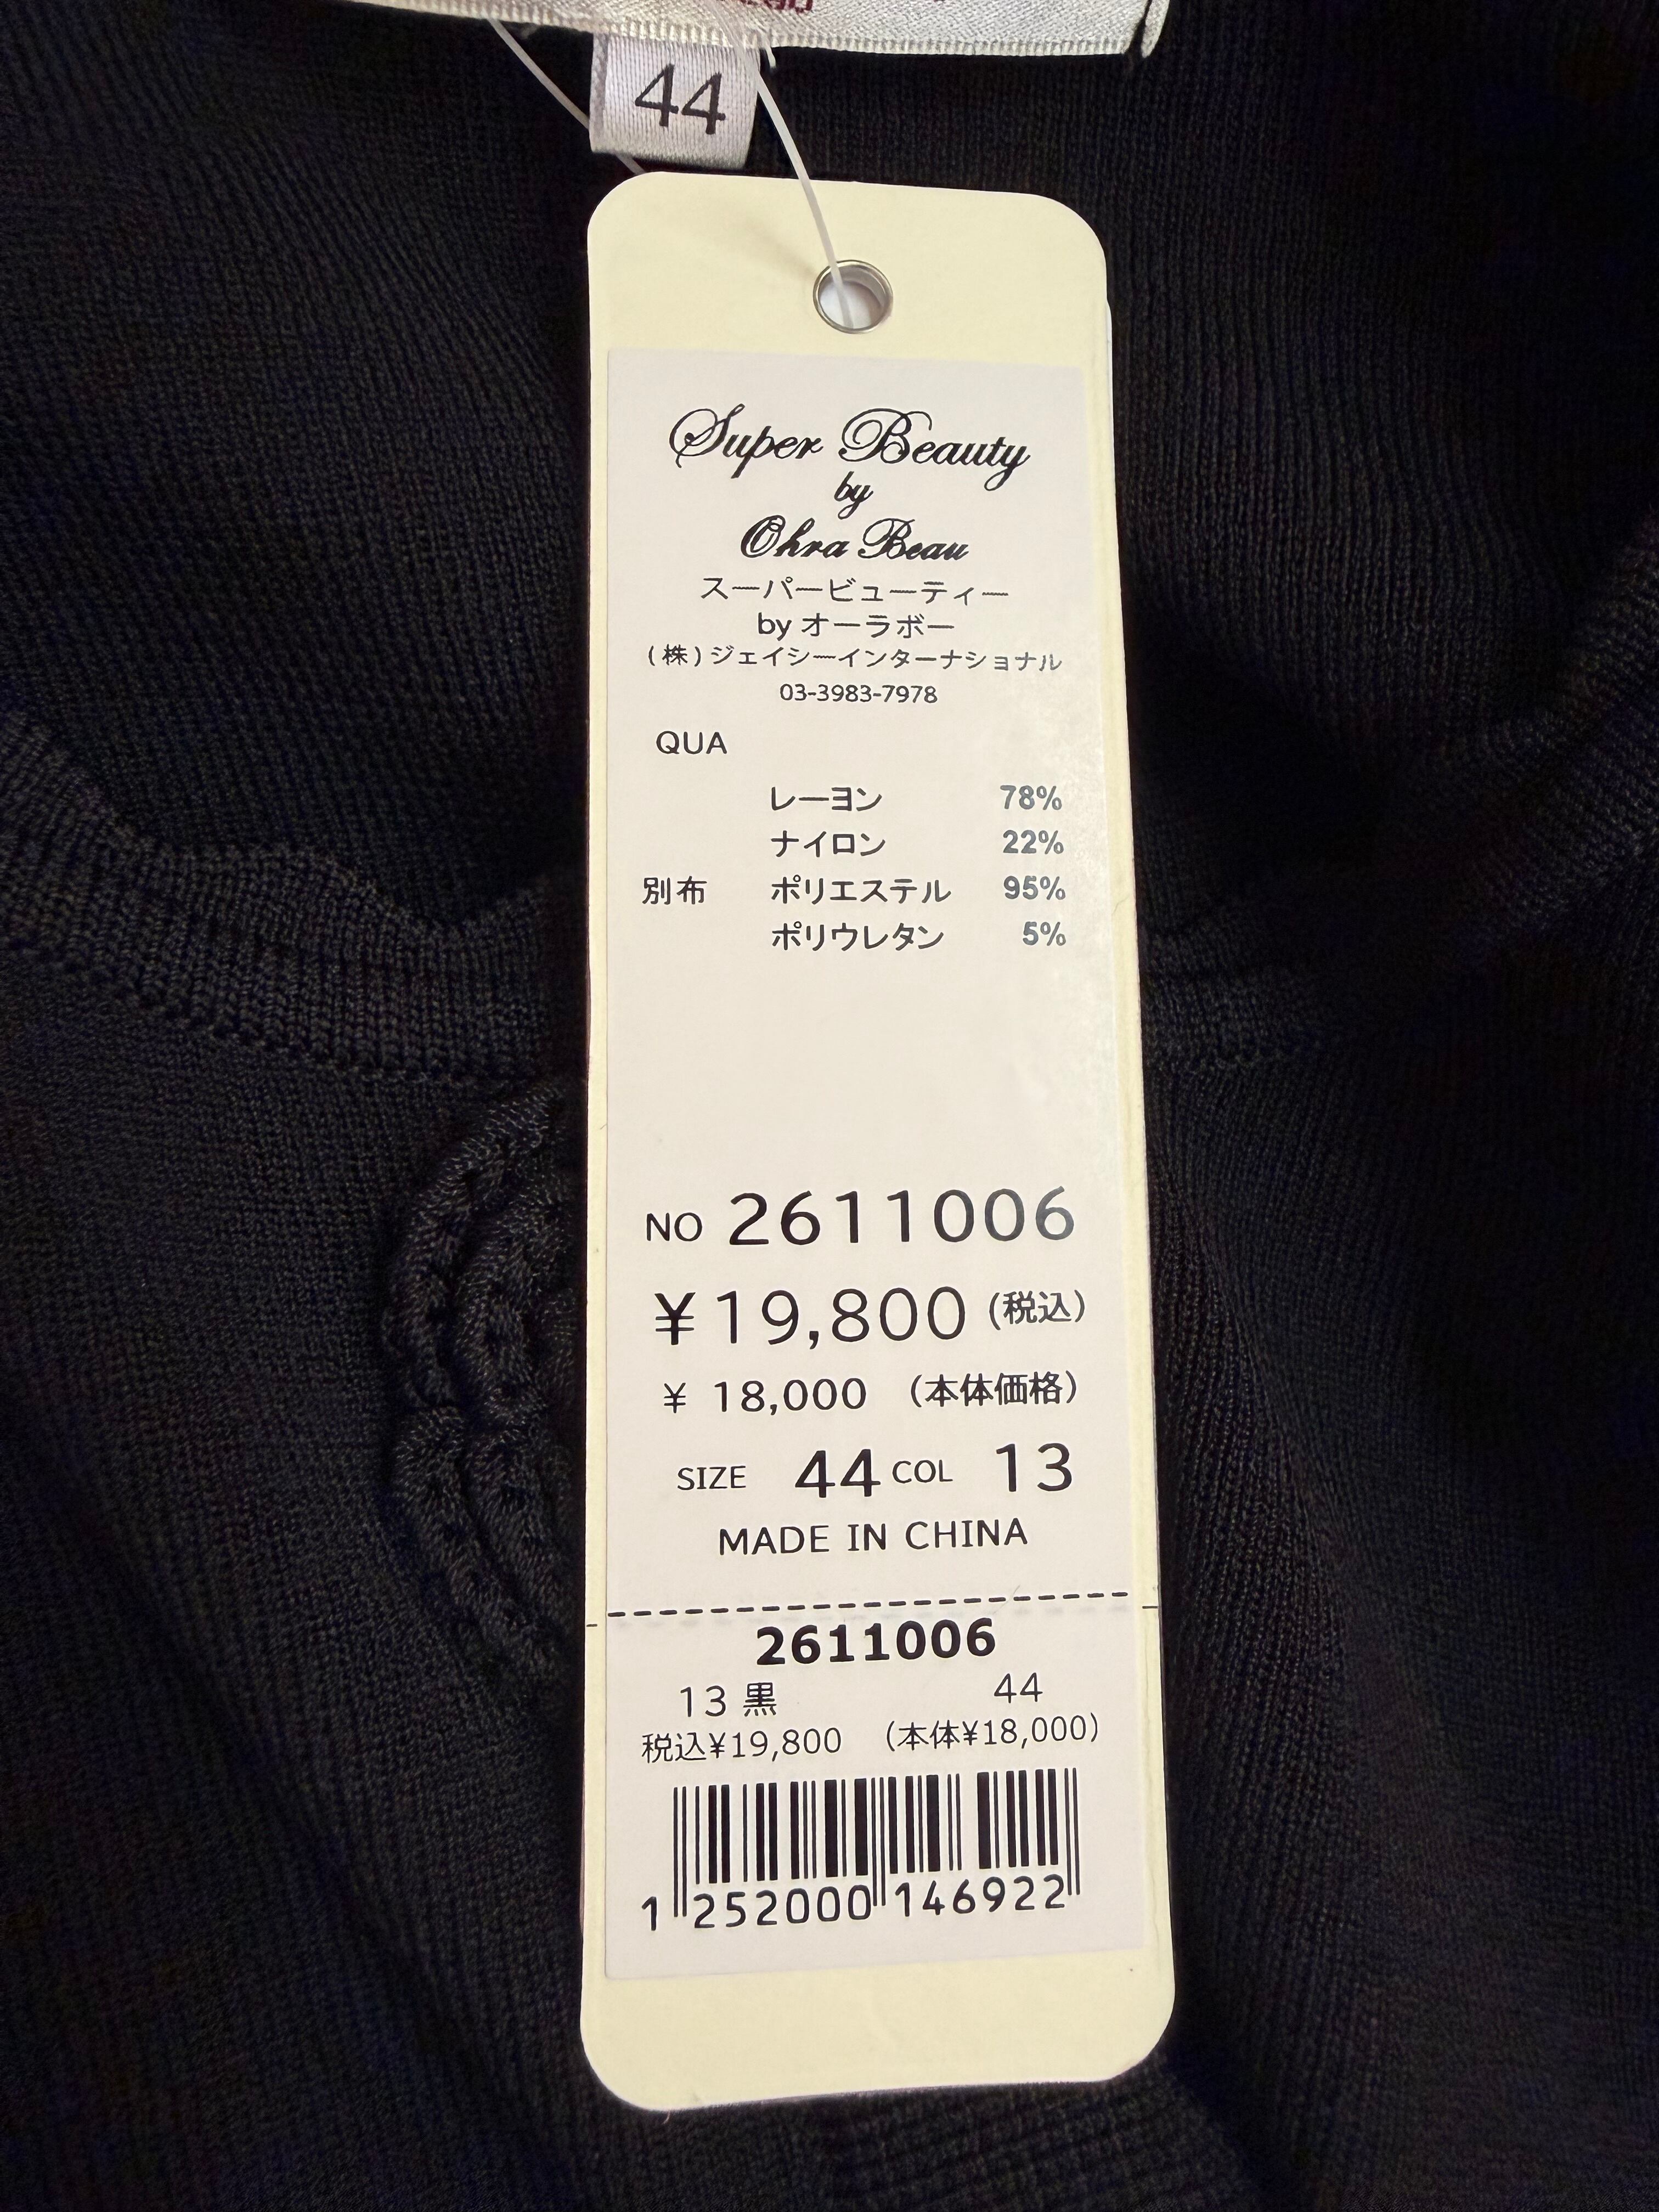 44
Super Beauty
by
Ohra Beau
スーパービューティー
by オーラボー
(株)ジェイシーインターナショナル
03-3983-7978
QUA
レーヨン 78%
ナイロン 22%
別布 ポリエステル 95%
ポリウレタン 5%
NO 2611006
¥19,800 (税込)
¥ 18,000 (本体価格)
SIZE 44 COL 13
MADE IN CHINA
2611006
13 黒 44
税込¥19,800 (本体¥18,000)
1 252000 146922